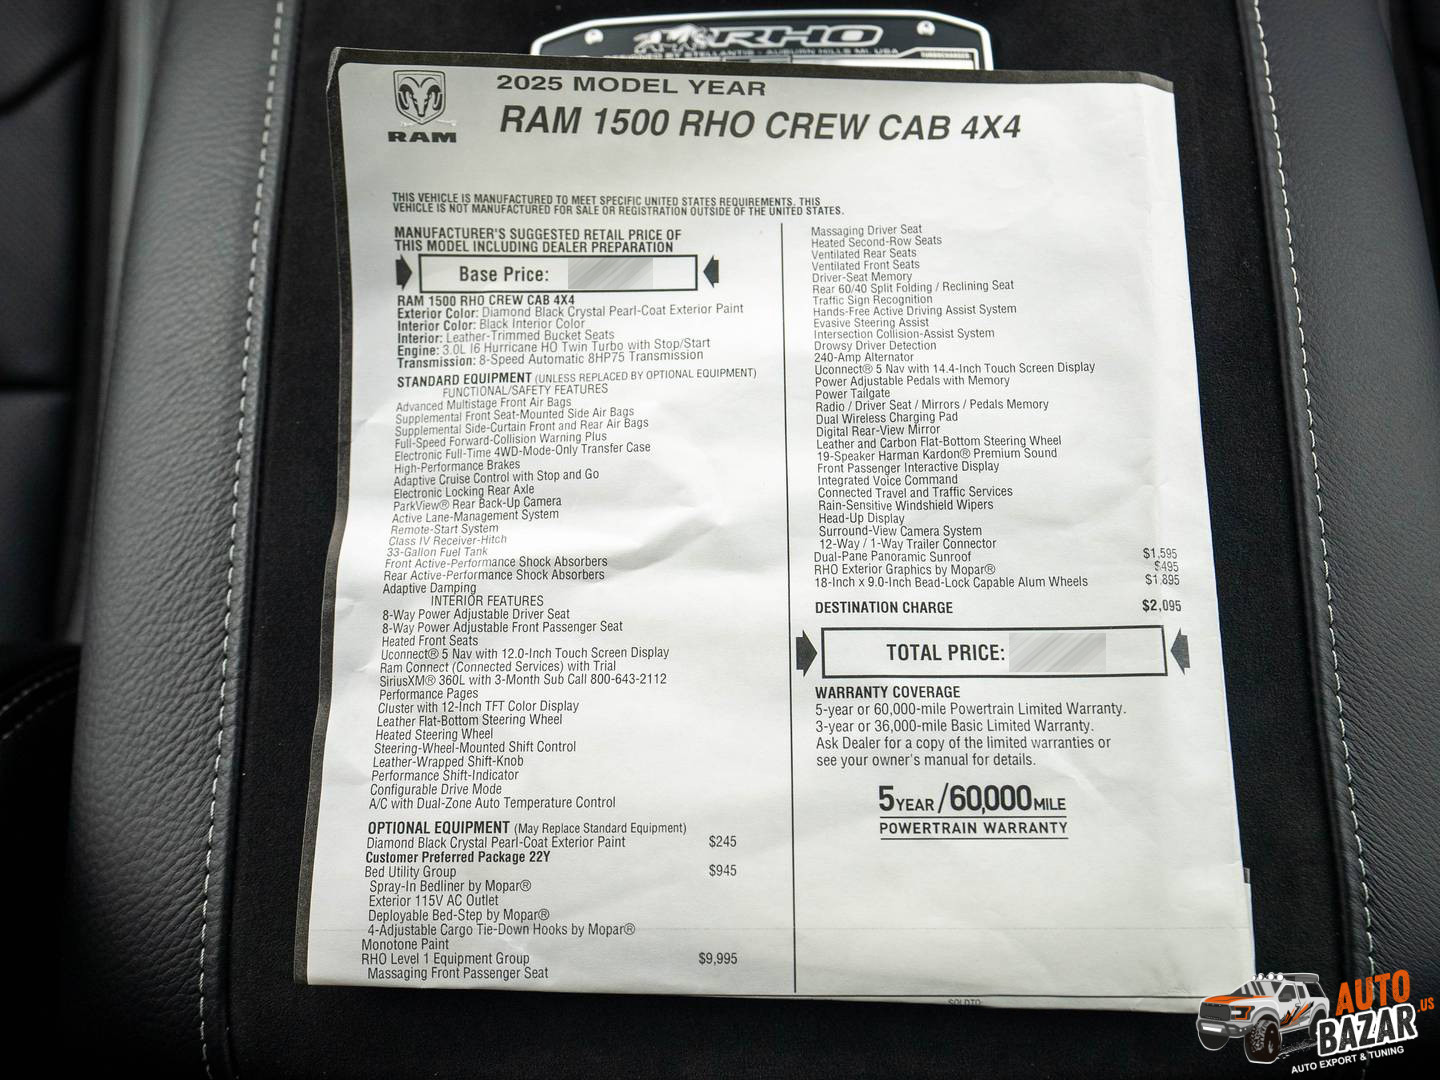 RHO
AUBURN HILLS MI, USA
RAM
2025 MODEL YEAR
RAM 1500 RHO CREW CAB 4X4
THIS VEHICLE IS MANUFACTURED TO MEET SPECIFIC UNITED STATES REQUIREMENTS. THIS
VEHICLE IS NOT MANUFACTURED FOR SALE OR REGISTRATION OUTSIDE OF THE UNITED STATES.
MANUFACTURER'S SUGGESTED RETAIL PRICE OF
THIS MODEL INCLUDING DEALER PREPARATION
Base Price:
RAM 1500 RHO CREW CAB 4X4
Exterior Color: Diamond Black Crystal Pearl-Coat Exterior Paint
Interior Color: Black Interior Color
Interior: Leather-Trimmed Bucket Seats
Engine: 3.0L I6 Hurricane HO Twin Turbo with Stop/Start
Transmission: 8-Speed Automatic 8HP75 Transmission
STANDARD EQUIPMENT (UNLESS REPLACED BY OPTIONAL EQUIPMENT)
FUNCTIONAL/SAFETY FEATURES
Advanced Multistage Front Air Bags
Supplemental Front Seat-Mounted Side Air Bags
Supplemental Side-Curtain Front and Rear Air Bags
Full-Speed Forward-Collision Warning Plus
Electronic Full-Time 4WD-Mode-Only Transfer Case
High-Performance Brakes
Adaptive Cruise Control with Stop and Go
Electronic Locking Rear Axle
ParkView® Rear Back-Up Camera
Active Lane-Management System
Remote-Start System
Class IV Receiver-Hitch
33-Gallon Fuel Tank
Front Active-Performance Shock Absorbers
Rear Active-Performance Shock Absorbers
Adaptive Damping
INTERIOR FEATURES
8-Way Power Adjustable Driver Seat
8-Way Power Adjustable Front Passenger Seat
Heated Front Seats
Uconnect® 5 Nav with 12.0-Inch Touch Screen Display
Ram Connect (Connected Services) with Trial
SiriusXM® 360L with 3-Month Sub Call 800-643-2112
Performance Pages
Cluster with 12-Inch TFT Color Display
Leather Flat-Bottom Steering Wheel
Heated Steering Wheel
Steering-Wheel-Mounted Shift Control
Leather-Wrapped Shift-Knob
Performance Shift-Indicator
Configurable Drive Mode
A/C with Dual-Zone Auto Temperature Control
OPTIONAL EQUIPMENT (May Replace Standard Equipment)
Diamond Black Crystal Pearl-Coat Exterior Paint $245
Customer Preferred Package 22Y
Bed Utility Group $945
Spray-In Bedliner by Mopar®
Exterior 115V AC Outlet
Deployable Bed-Step by Mopar®
4-Adjustable Cargo Tie-Down Hooks by Mopar®
Monotone Paint
RHO Level 1 Equipment Group $9,995
Massaging Front Passenger Seat
Massaging Driver Seat
Heated Second-Row Seats
Ventilated Rear Seats
Ventilated Front Seats
Driver-Seat Memory
Rear 60/40 Split Folding / Reclining Seat
Traffic Sign Recognition
Hands-Free Active Driving Assist System
Evasive Steering Assist
Intersection Collision-Assist System
Drowsy Driver Detection
240-Amp Alternator
Uconnect® 5 Nav with 14.4-Inch Touch Screen Display
Power Adjustable Pedals with Memory
Power Tailgate
Radio / Driver Seat / Mirrors / Pedals Memory
Dual Wireless Charging Pad
Digital Rear-View Mirror
Leather and Carbon Flat-Bottom Steering Wheel
19-Speaker Harman Kardon® Premium Sound
Front Passenger Interactive Display
Integrated Voice Command
Connected Travel and Traffic Services
Rain-Sensitive Windshield Wipers
Head-Up Display
Surround-View Camera System
12-Way / 1-Way Trailer Connector
Dual-Pane Panoramic Sunroof $1,595
RHO Exterior Graphics by Mopar® $495
18-Inch x 9.0-Inch Bead-Lock Capable Alum Wheels $1,895
DESTINATION CHARGE $2,095
TOTAL PRICE:
WARRANTY COVERAGE
5-year or 60,000-mile Powertrain Limited Warranty.
3-year or 36,000-mile Basic Limited Warranty.
Ask Dealer for a copy of the limited warranties or
see your owner's manual for details.
5 YEAR / 60,000 MILE
POWERTRAIN WARRANTY
SOLD TO:
AUTO
BAZAR.US
AUTO EXPORT & TUNING